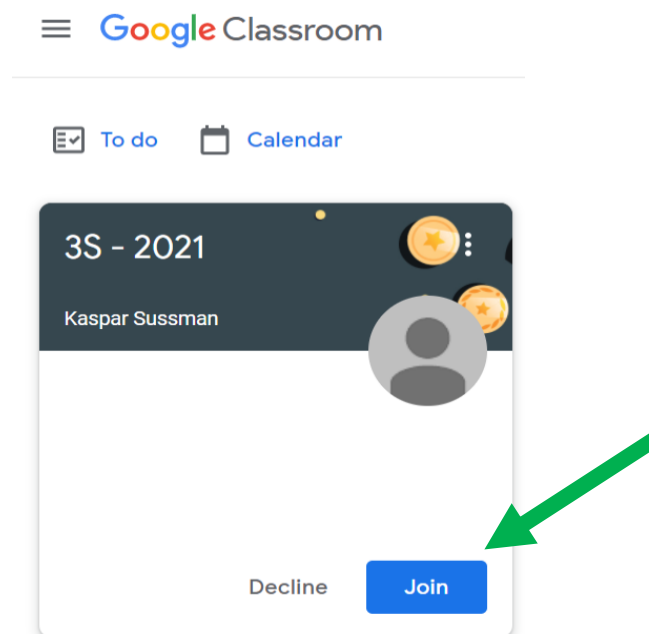 Google Classroom
To do Calendar
3S - 2021
Kaspar Sussman
Decline Join